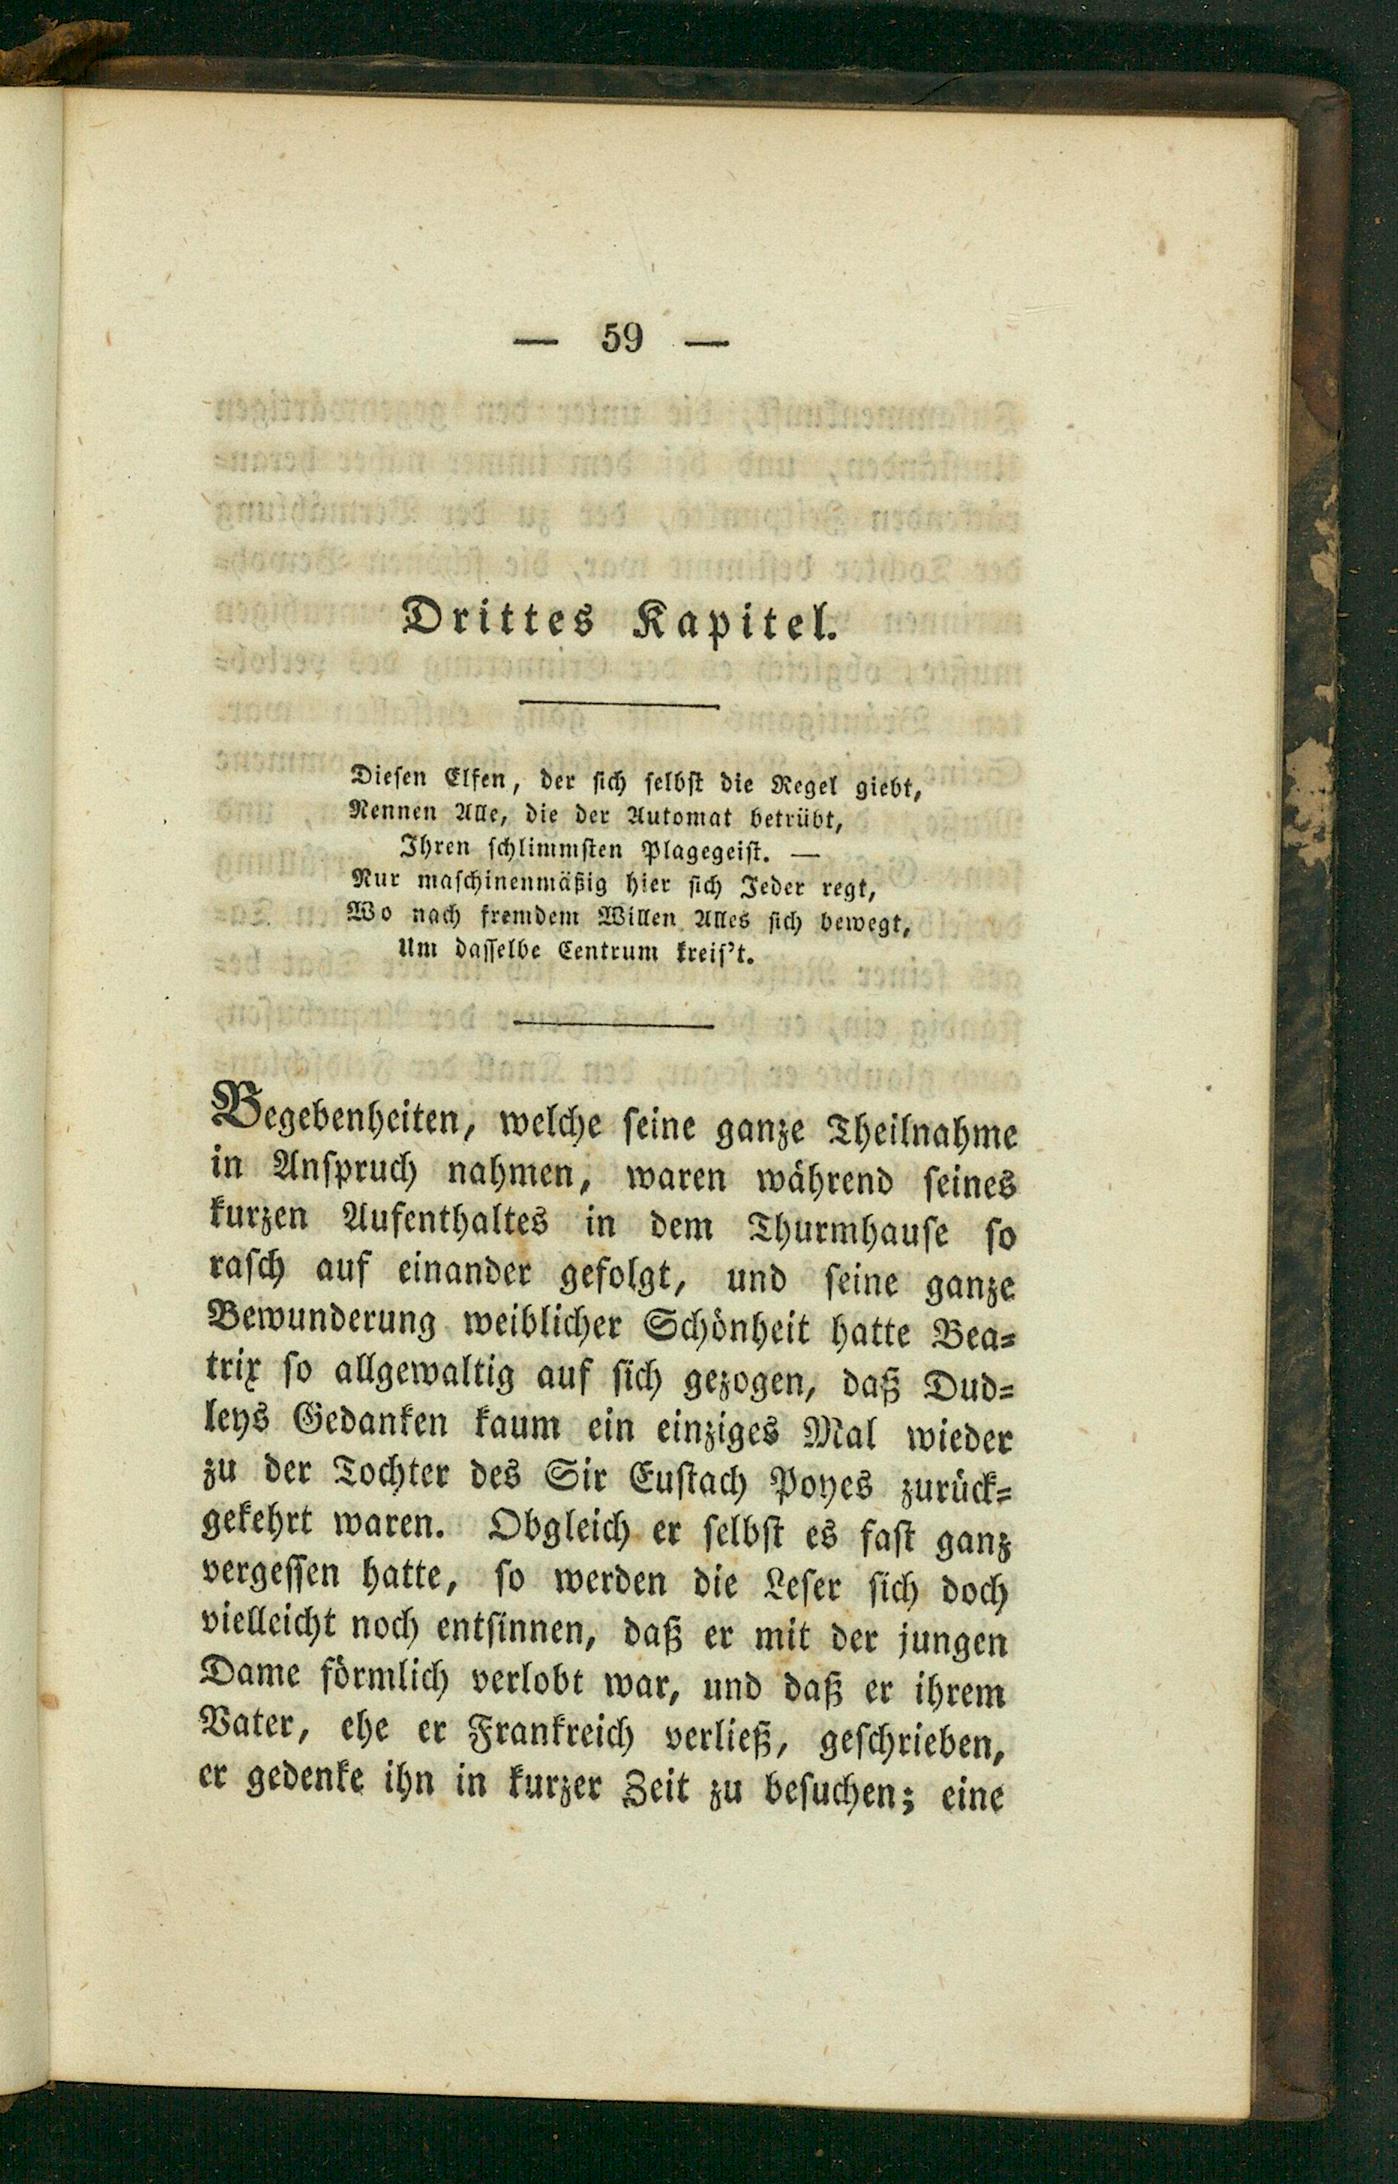 — 59 —
Drittes Kapitel.
Diesen Elfen, der sich selbst die Regel giebt,
Nennen Alle, die der Automat betrübt,
Ihren schlimmsten Plagegeist. —
Nur maschinenmäßig hier sich Jeder regt,
Wo nach fremdem Willen Alles sich bewegt,
Um dasselbe Centrum kreis't.
Begebenheiten, welche seine ganze Theilnahme
in Anspruch nahmen, waren während seines
kurzen Aufenthaltes in dem Thurmhause so
rasch auf einander gefolgt, und seine ganze
Bewunderung weiblicher Schönheit hatte Bea-
trix so allgewaltig auf sich gezogen, daß Dud-
leys Gedanken kaum ein einziges Mal wieder
zu der Tochter des Sir Eustach Poyes zurück-
gekehrt waren. Obgleich er selbst es fast ganz
vergessen hatte, so werden die Leser sich doch
vielleicht noch entsinnen, daß er mit der jungen
Dame förmlich verlobt war, und daß er ihrem
Vater, ehe er Frankreich verließ, geschrieben,
er gedenke ihn in kurzer Zeit zu besuchen; eine